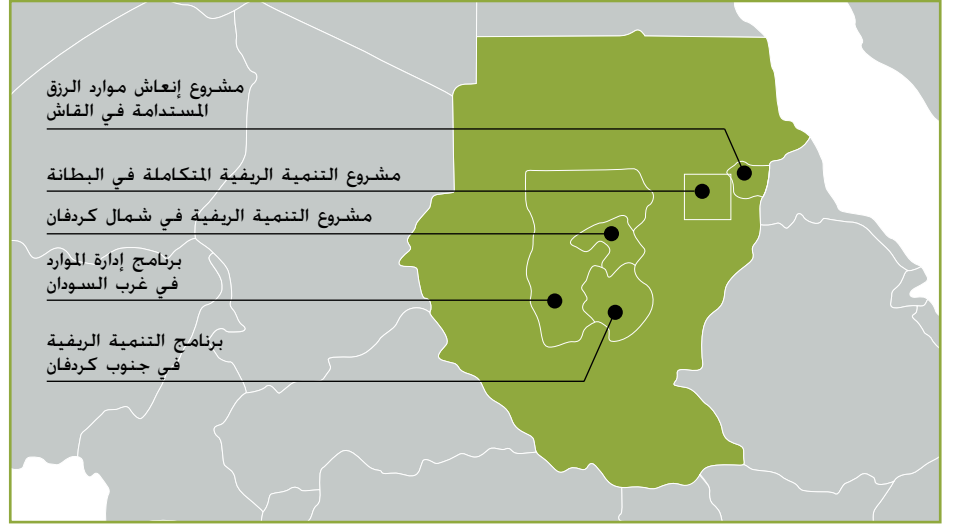 مشروع إنعاش موارد الرزق
المستدامة في القاش
مشروع التنمية الريفية المتكاملة في البطانة
مشروع التنمية الريفية في شمال كردفان
برنامج إدارة الموارد
في غرب السودان
برنامج التنمية الريفية
في جنوب كردفان